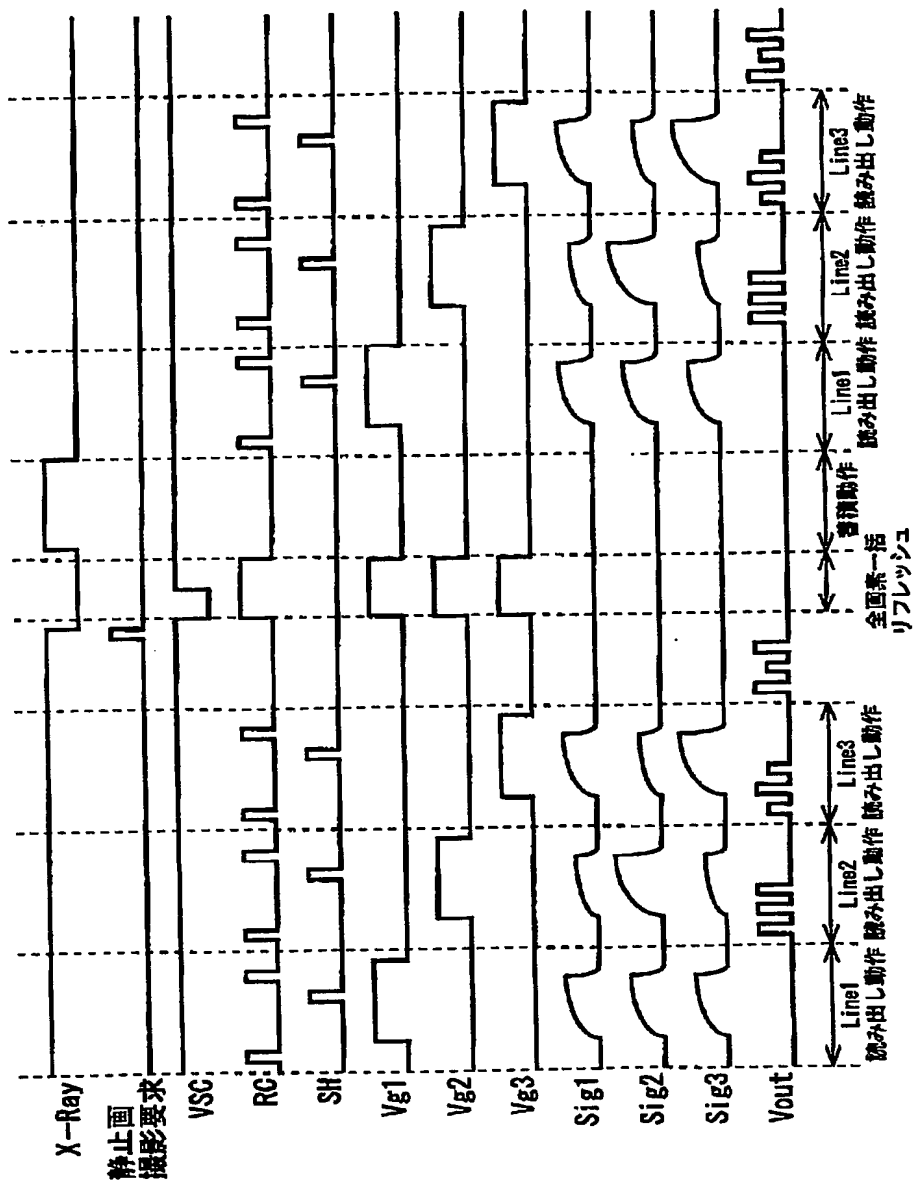 X-Ray
静止画
撮影要求
VSC
RC
SH
Vg1
Vg2
Vg3
Sig1
Sig2
Sig3
Vout
Line1
読み出し動作
Line2
読み出し動作
Line3
読み出し動作
全画素一括
リフレッシュ
蓄積動作
Line1
読み出し動作
Line2
読み出し動作
Line3
読み出し動作